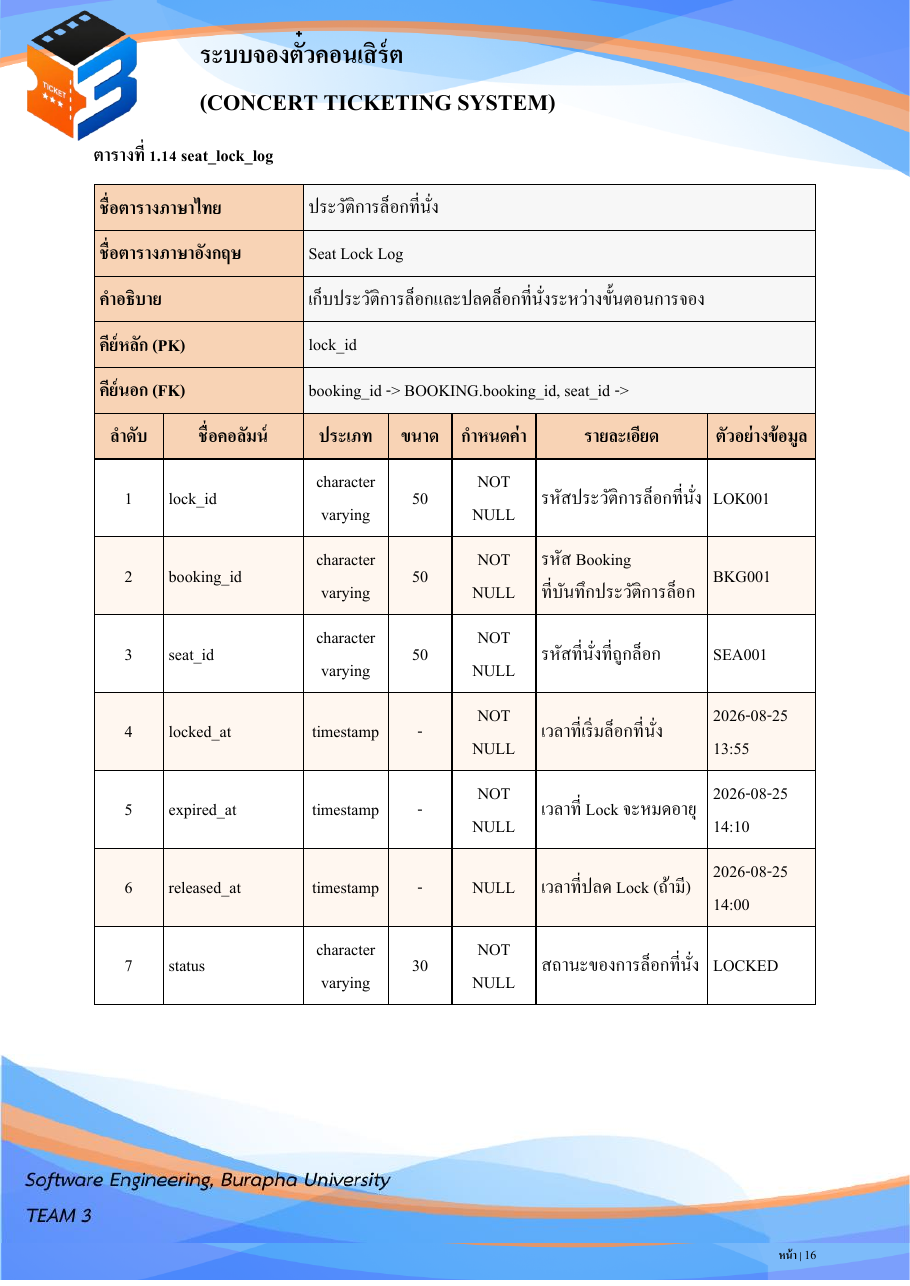 ระบบจองตั๋วคอนเสิร์ต
(CONCERT TICKETING SYSTEM)
TICKET
ตารางที่ 1.14 seat_lock_log
ชื่อตารางภาษาไทย ประวัติการล็อกที่นั่ง
ชื่อตารางภาษาอังกฤษ Seat Lock Log
คำอธิบาย เก็บประวัติการล็อกและปลดล็อกที่นั่งระหว่างขั้นตอนการจอง
คีย์หลัก (PK) lock_id
คีย์นอก (FK) booking_id -> BOOKING.booking_id, seat_id ->
ลำดับ ชื่อคอลัมน์ ประเภท ขนาด กำหนดค่า รายละเอียด ตัวอย่างข้อมูล
1 lock_id character varying 50 NOT NULL รหัสประวัติการล็อกที่นั่ง LOK001
2 booking_id character varying 50 NOT NULL รหัส Booking ที่บันทึกประวัติการล็อก BKG001
3 seat_id character varying 50 NOT NULL รหัสที่นั่งที่ถูกล็อก SEA001
4 locked_at timestamp - NOT NULL เวลาที่เริ่มล็อกที่นั่ง 2026-08-25 13:55
5 expired_at timestamp - NOT NULL เวลาที่ Lock จะหมดอายุ 2026-08-25 14:10
6 released_at timestamp - NULL เวลาที่ปลด Lock (ถ้ามี) 2026-08-25 14:00
7 status character varying 30 NOT NULL สถานะของการล็อกที่นั่ง LOCKED
Software Engineering, Burapha University
TEAM 3
หน้า | 16